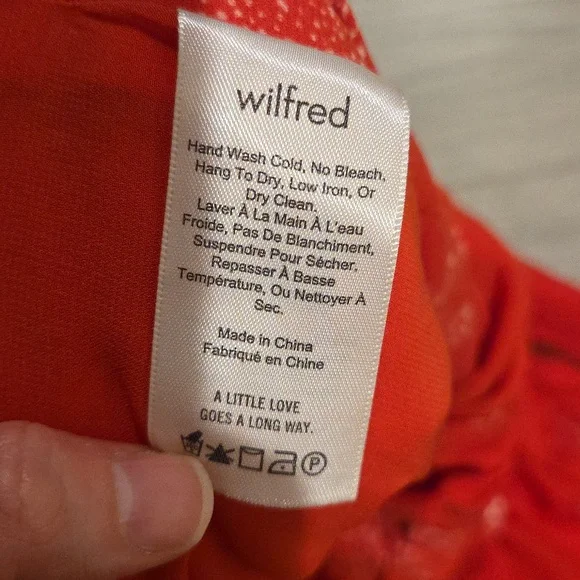 wilfred
Hand Wash Cold, No Bleach,
Hang To Dry, Low Iron, Or
Dry Clean.
Laver À La Main À L'eau
Froide, Pas De Blanchiment,
Suspendre Pour Sécher,
Repasser À Basse
Température, Ou Nettoyer À
Sec.
Made in China
Fabriqué en Chine
A LITTLE LOVE
GOES A LONG WAY.
P